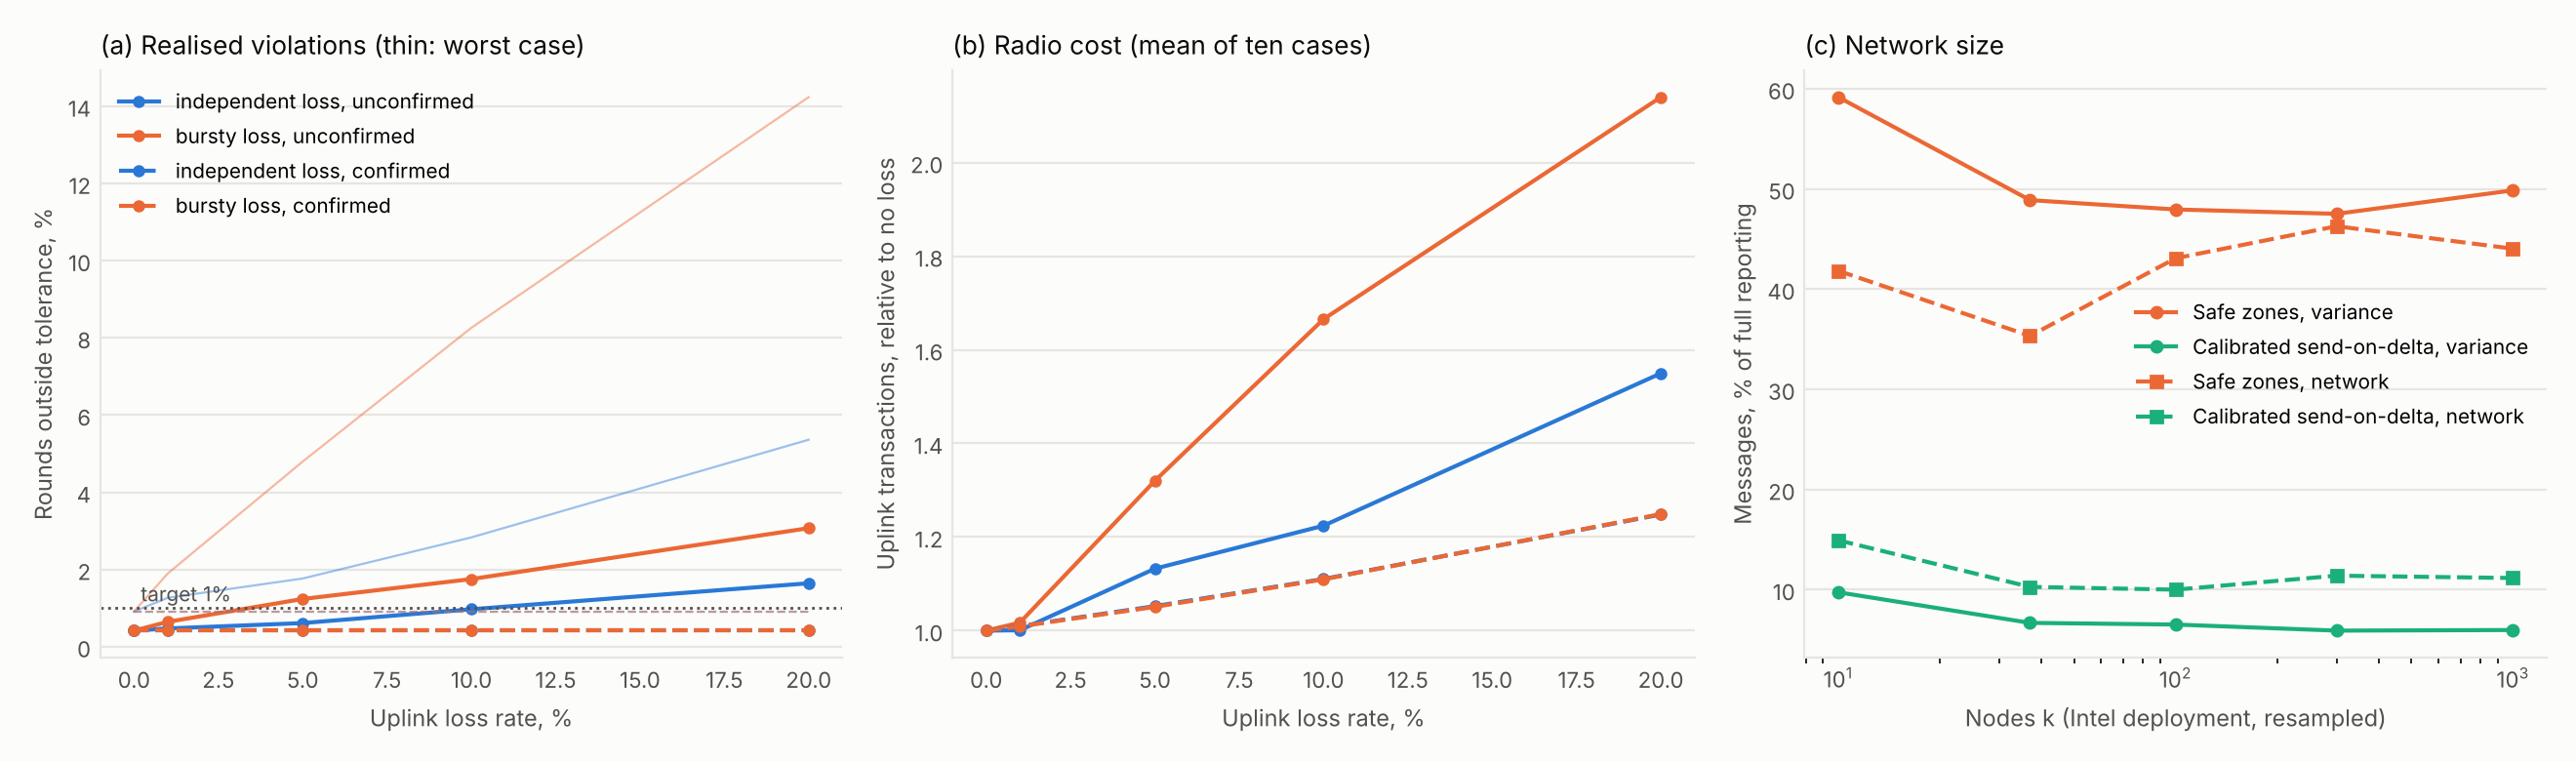 (a) Realised violations (thin: worst case)
Rounds outside tolerance, %
14
12
10
8
6
4
2
0
independent loss, unconfirmed
bursty loss, unconfirmed
independent loss, confirmed
bursty loss, confirmed
target 1%
0.0 2.5 5.0 7.5 10.0 12.5 15.0 17.5 20.0
Uplink loss rate, %
(b) Radio cost (mean of ten cases)
Uplink transactions, relative to no loss
2.0
1.8
1.6
1.4
1.2
1.0
0.0 2.5 5.0 7.5 10.0 12.5 15.0 17.5 20.0
Uplink loss rate, %
(c) Network size
Messages, % of full reporting
60
50
40
30
20
10
Safe zones, variance
Calibrated send-on-delta, variance
Safe zones, network
Calibrated send-on-delta, network
10¹ 10² 10³
Nodes k (Intel deployment, resampled)